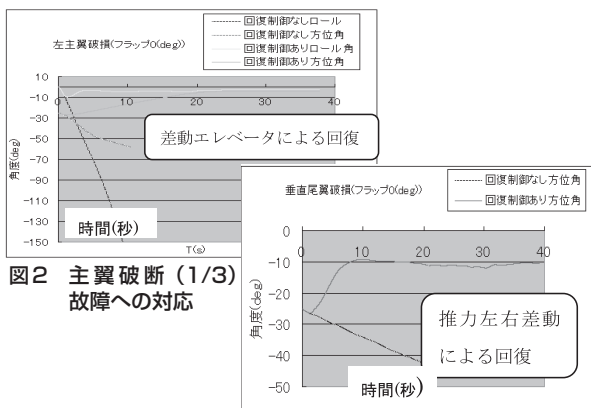 左主翼破損(フラップ0(deg))
回復制御なしロール
回復制御なし方位角
回復制御ありロール角
回復制御あり方位角
10
-10
-30
-50
-70
-90
-110
-130
-150
0
10
20
30
40
角度(deg)
差動エレベータによる回復
時間(秒)
T(s)
図2 主翼破断(1/3)
故障への対応
垂直尾翼破損(フラップ0(deg))
回復制御なし方位角
回復制御あり方位角
0
-10
-20
-30
-40
-50
0
10
20
30
40
角度(deg)
推力左右差動
による回復
時間(秒)